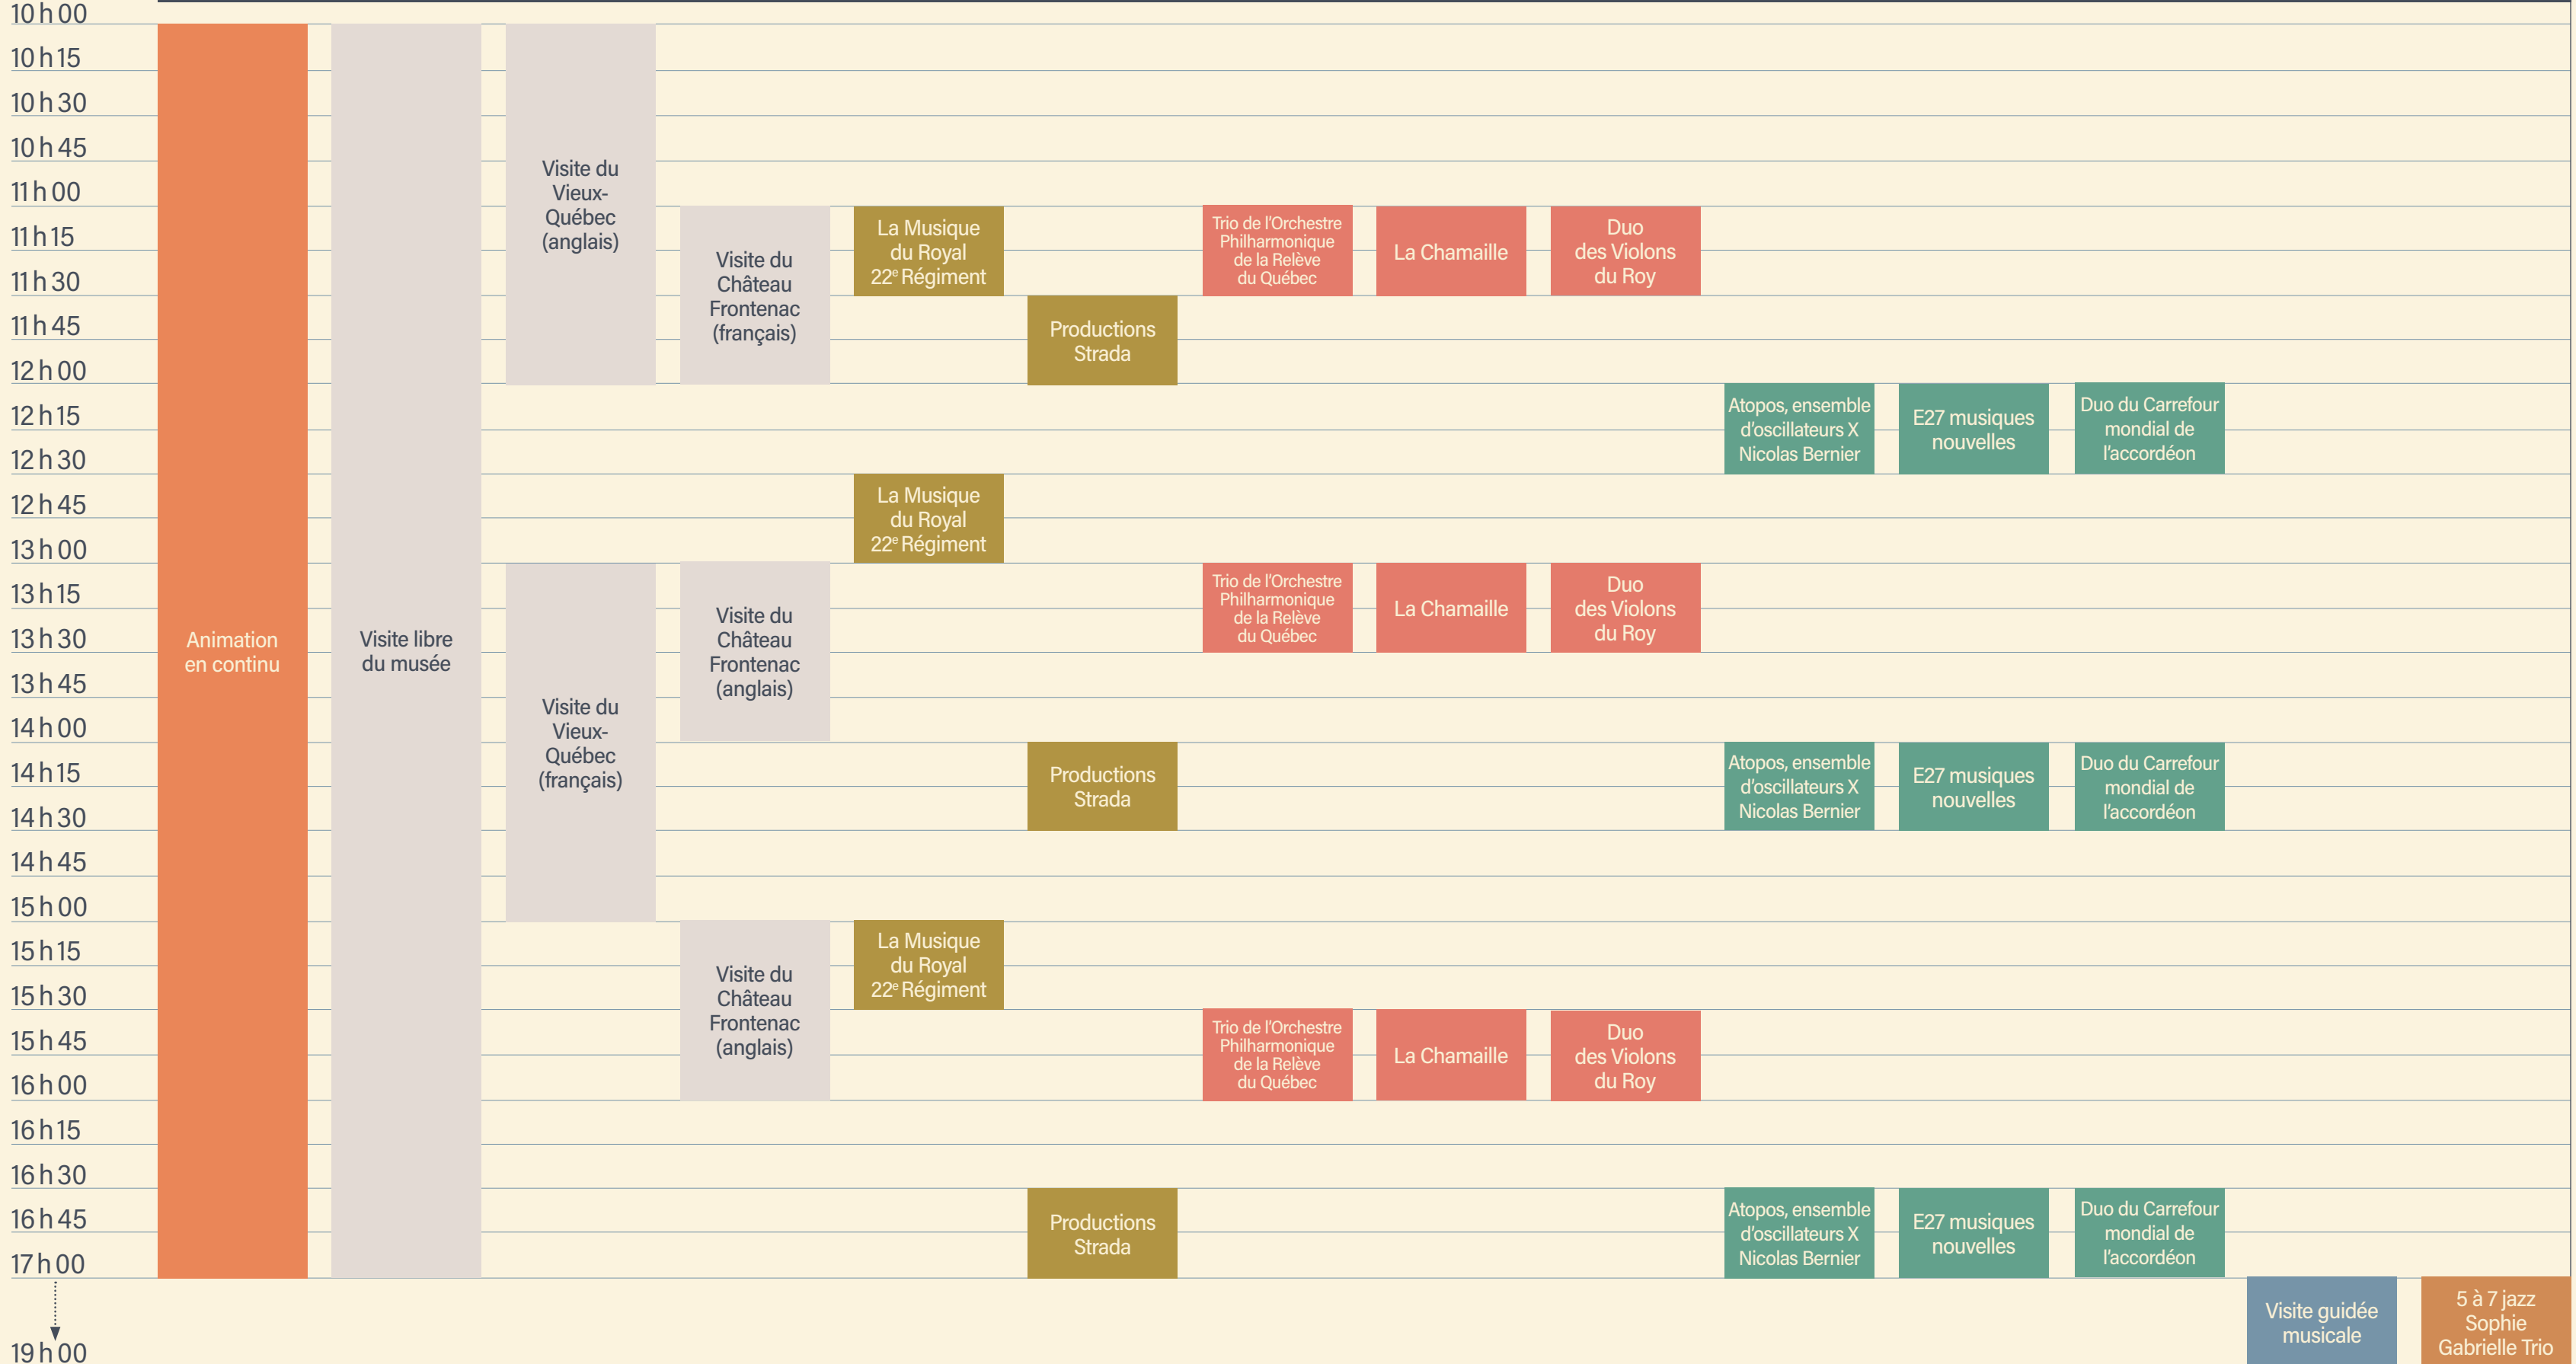 10 h 00
10 h 15
10 h 30
10 h 45
11 h 00
11 h 15
11 h 30
11 h 45
12 h 00
12 h 15
12 h 30
12 h 45
13 h 00
13 h 15
13 h 30
13 h 45
14 h 00
14 h 15
14 h 30
14 h 45
15 h 00
15 h 15
15 h 30
15 h 45
16 h 00
16 h 15
16 h 30
16 h 45
17 h 00
19 h 00
Animation
en continu
Visite libre
du musée
Visite du
Vieux-
Québec
(anglais)
Visite du
Vieux-
Québec
(français)
Visite du
Château
Frontenac
(français)
Visite du
Château
Frontenac
(anglais)
Visite du
Château
Frontenac
(anglais)
La Musique
du Royal
22e Régiment
La Musique
du Royal
22e Régiment
La Musique
du Royal
22e Régiment
Productions
Strada
Productions
Strada
Productions
Strada
Trio de l'Orchestre
Philharmonique
de la Relève
du Québec
Trio de l'Orchestre
Philharmonique
de la Relève
du Québec
Trio de l'Orchestre
Philharmonique
de la Relève
du Québec
La Chamaille
La Chamaille
La Chamaille
Duo
des Violons
du Roy
Duo
des Violons
du Roy
Duo
des Violons
du Roy
Atopos, ensemble
d'oscillateurs X
Nicolas Bernier
Atopos, ensemble
d'oscillateurs X
Nicolas Bernier
Atopos, ensemble
d'oscillateurs X
Nicolas Bernier
E27 musiques
nouvelles
E27 musiques
nouvelles
E27 musiques
nouvelles
Duo du Carrefour
mondial de
l'accordéon
Duo du Carrefour
mondial de
l'accordéon
Duo du Carrefour
mondial de
l'accordéon
Visite guidée
musicale
5 à 7 jazz
Sophie
Gabrielle Trio